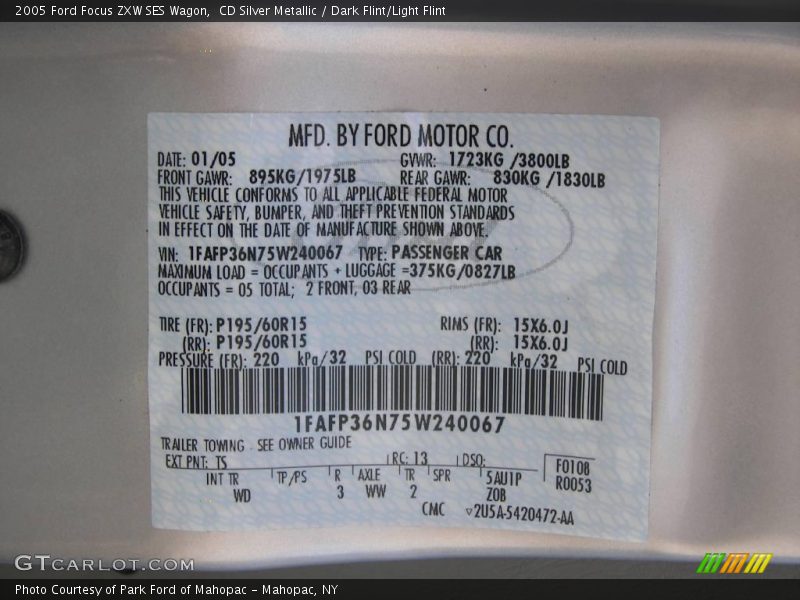 2005 Ford Focus ZXW SES Wagon,  CD Silver Metallic / Dark Flint/Light Flint
MFD. BY FORD MOTOR CO.
DATE: 01/05 GVWR: 1723KG /3800LB
FRONT GAWR: 895KG/1975LB REAR GAWR: 830KG /1830LB
THIS VEHICLE CONFORMS TO ALL APPLICABLE FEDERAL MOTOR
VEHICLE SAFETY, BUMPER, AND THEFT PREVENTION STANDARDS
IN EFFECT ON THE DATE OF MANUFACTURE SHOWN ABOVE.
VIN: 1FAFP36N75W240067 TYPE: PASSENGER CAR
MAXIMUM LOAD = OCCUPANTS + LUGGAGE =375KG/0827LB
OCCUPANTS = 05 TOTAL; 2 FRONT, 03 REAR
TIRE (FR): P195/60R15 RIMS (FR): 15X6.0J
(RR): P195/60R15 (RR): 15X6.0J
PRESSURE (FR): 220 kPa/32 PSI COLD (RR): 220 kPa/32 PSI COLD
1FAFP36N75W240067
TRAILER TOWING - SEE OWNER GUIDE
EXT PNT: TS RC: 13 DSO: F0108
INT TR TP/PS R AXLE TR SPR 5AU1P R0053
WD 3 WW 2 ZOB
CMC ▿2U5A-5420472-AA
GTCARLOT.COM
Photo Courtesy of Park Ford of Mahopac - Mahopac, NY